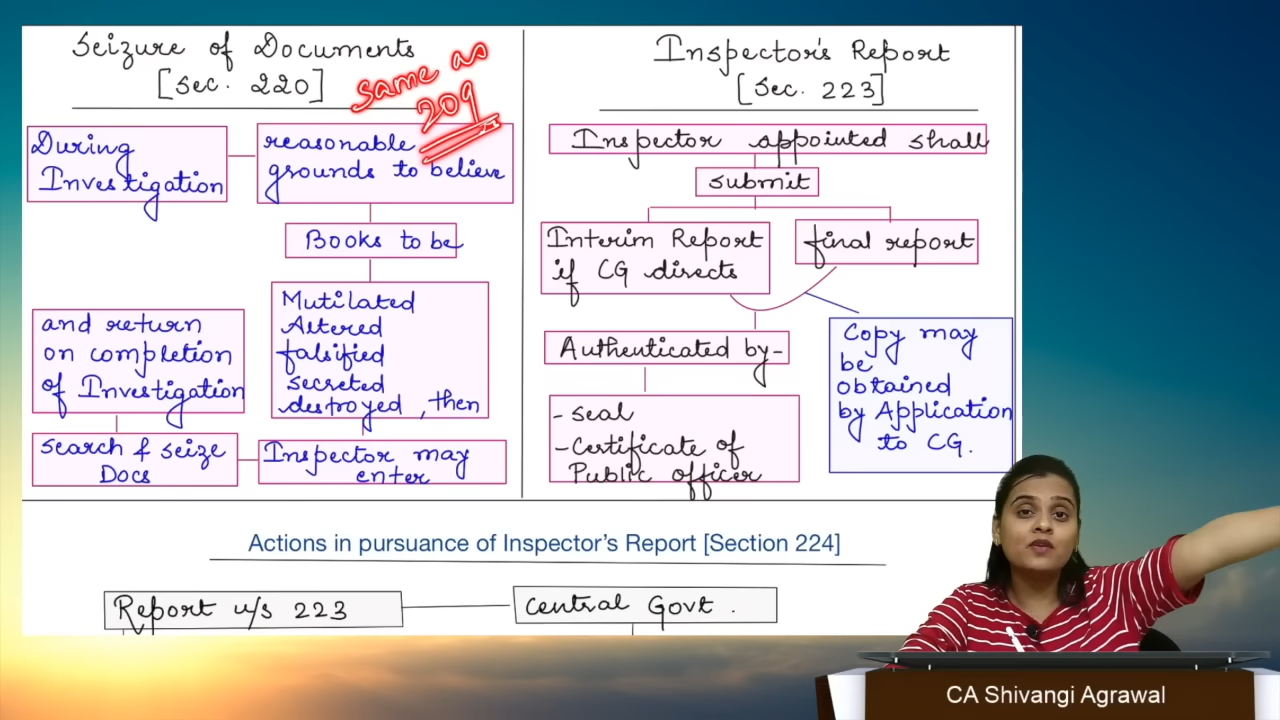 Seizure of Documents
[Sec. 220]
same as
209
During
Investigation
reasonable
grounds to believe
Books to be
Mutilated
Altered
falsified
secreted
destroyed, then
and return
on completion
of Investigation
search & seize
Docs
Inspector may
enter
Inspector's Report
[Sec. 223]
Inspector appointed shall
submit
Interim Report
if CG directs
final report
Authenticated by-
- seal
- Certificate of
Public officer
Copy may
be
obtained
by Application
to CG.
Actions in pursuance of Inspector's Report [Section 224]
Report u/s 223
Central Govt.
CA Shivangi Agrawal